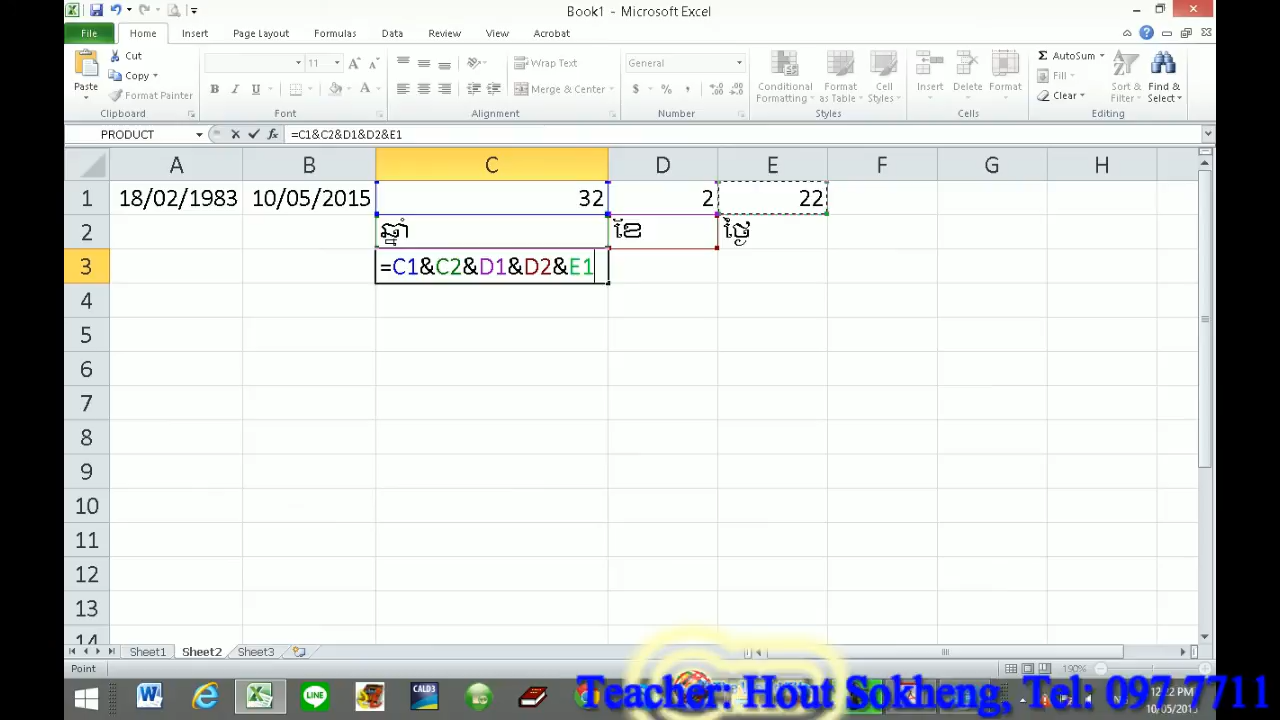 Book1 - Microsoft Excel
File Home Insert Page Layout Formulas Data Review View Acrobat
Cut
Copy
Format Painter
Paste
Clipboard
11
B I U
Font
Wrap Text
Merge & Center
Alignment
General
$ % ,
Number
Conditional Formatting
Format as Table
Cell Styles
Styles
Insert Delete Format
Cells
AutoSum
Fill
Clear
Sort & Filter
Find & Select
Editing
PRODUCT
=C1&C2&D1&D2&E1
A B C D E F G H
1 18/02/1983 10/05/2015 32 2 22
2 ឆ្នាំ ខែ ថ្ងៃ
3 =C1&C2&D1&D2&E1
4
5
6
7
8
9
10
11
12
13
14
Sheet1 Sheet2 Sheet3
Point 190%
LINE CALD3
Teacher: Hout Sokheng, Tel: 097 7711